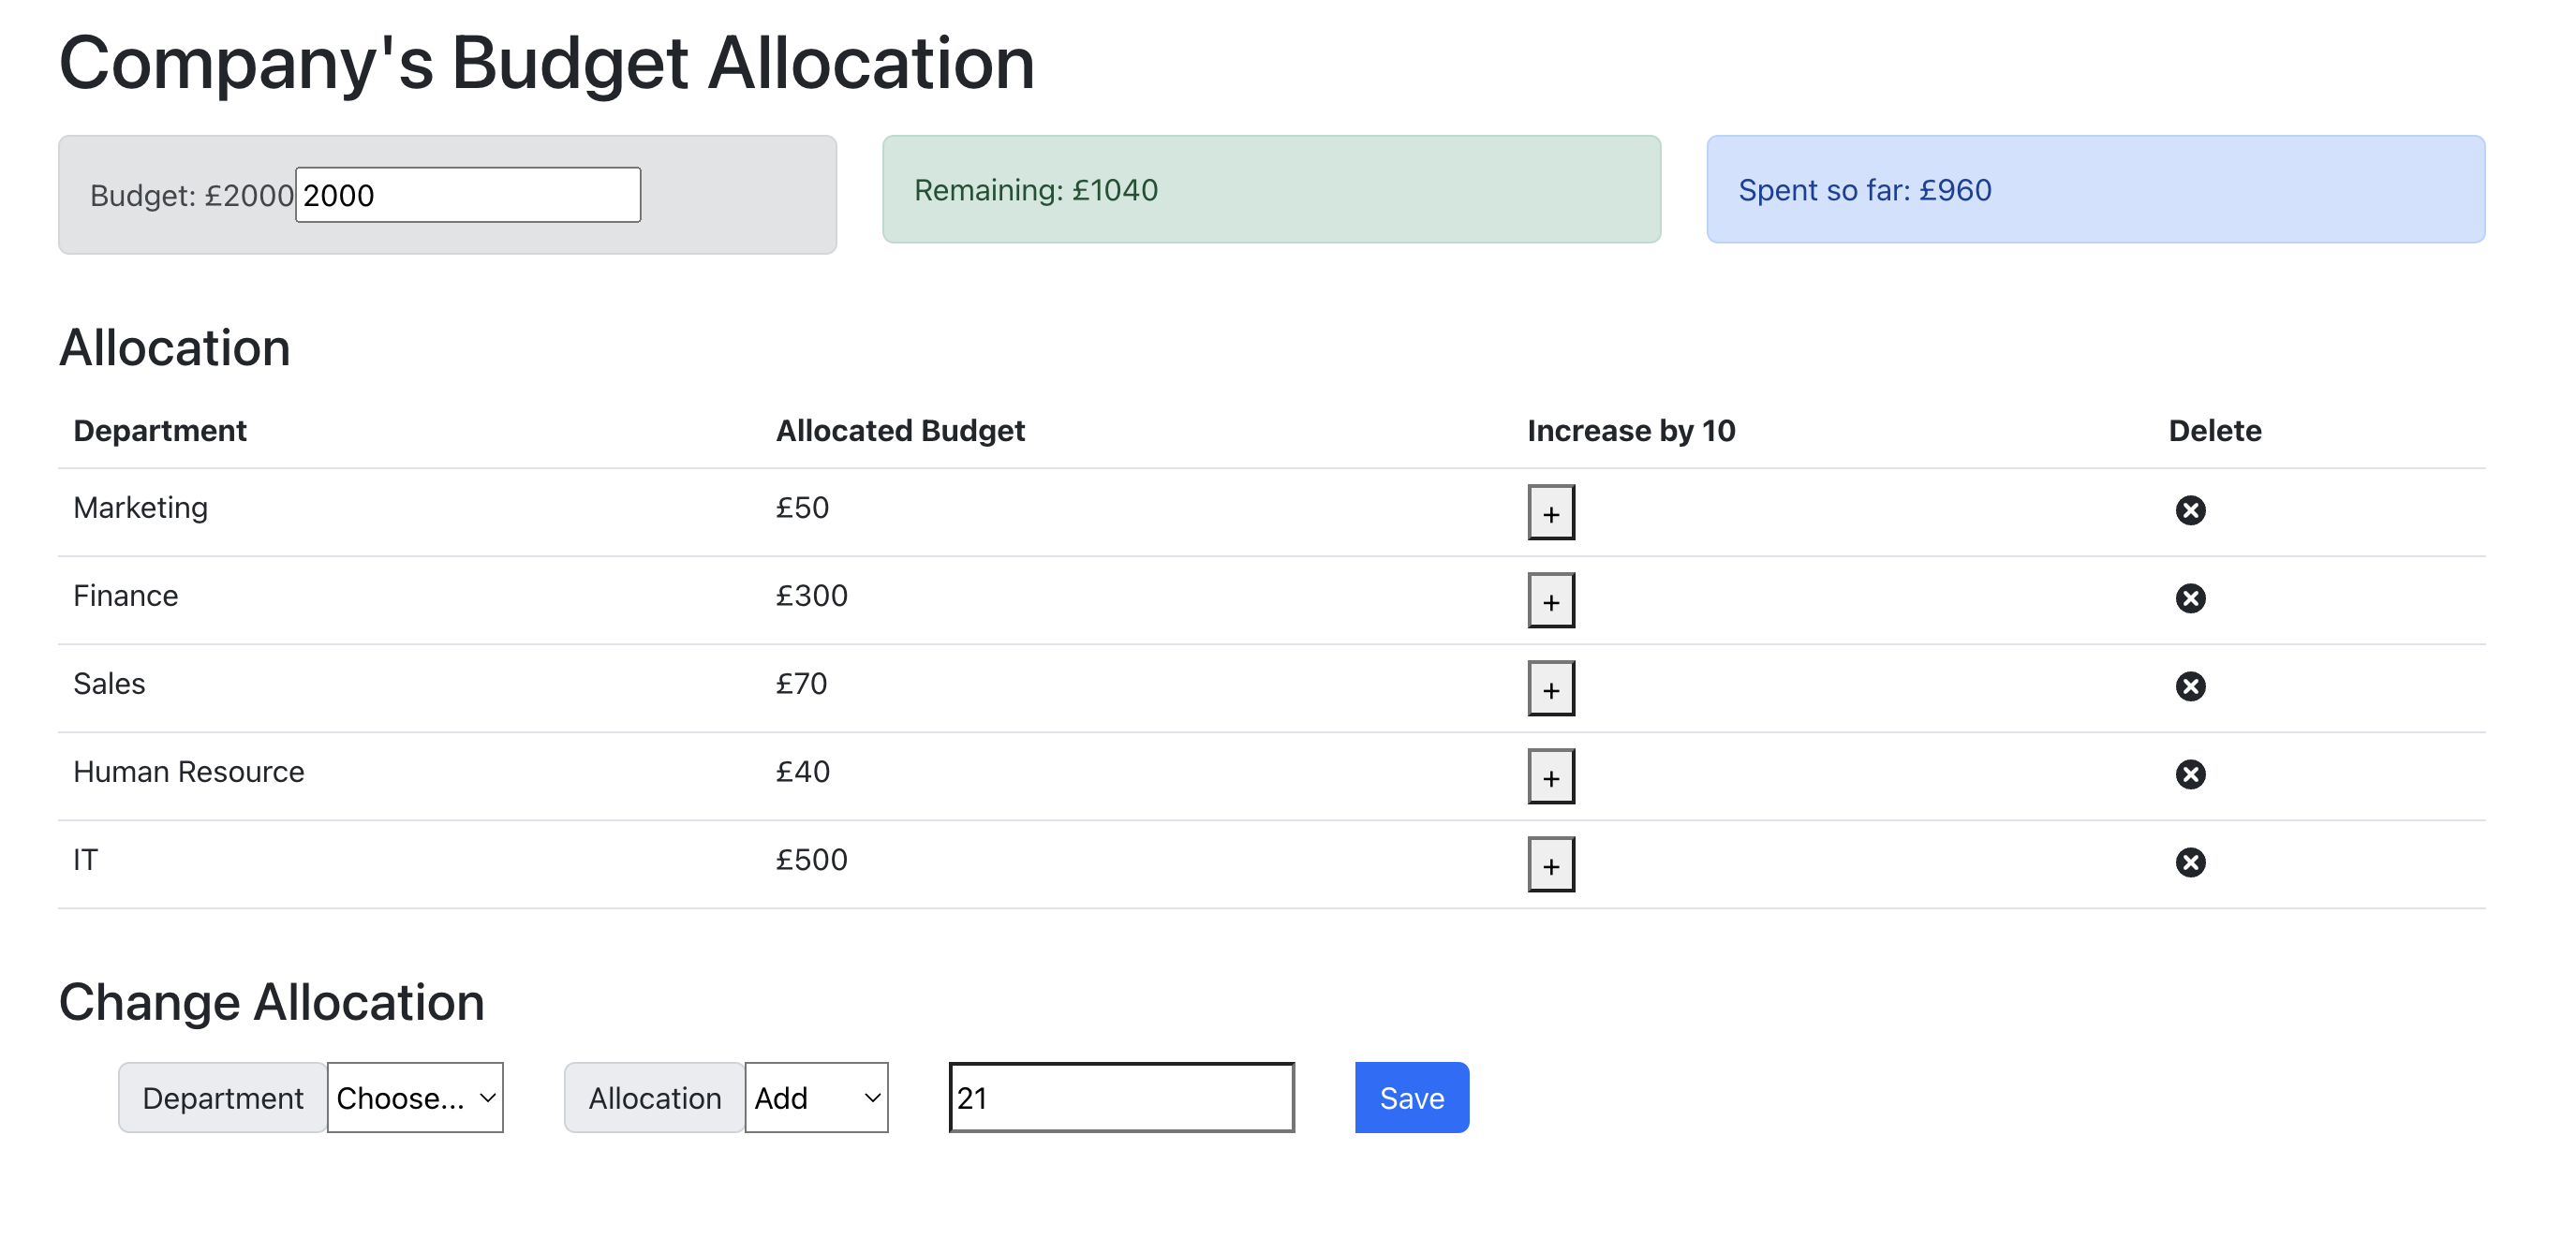 Company's Budget Allocation
Budget: £2000 2000
Remaining: £1040
Spent so far: £960
Allocation
Department Allocated Budget Increase by 10 Delete
Marketing £50 +
Finance £300 +
Sales £70 +
Human Resource £40 +
IT £500 +
Change Allocation
Department Choose... Allocation Add 21 Save